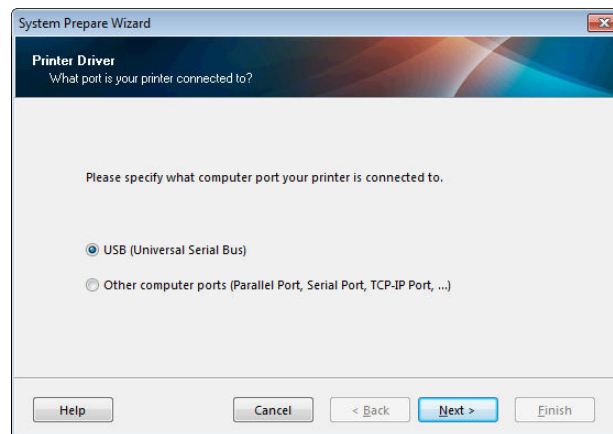 System Prepare Wizard
Printer Driver
What port is your printer connected to?
Please specify what computer port your printer is connected to.
USB (Universal Serial Bus)
Other computer ports (Parallel Port, Serial Port, TCP-IP Port, ...)
Help Cancel < Back Next > Finish